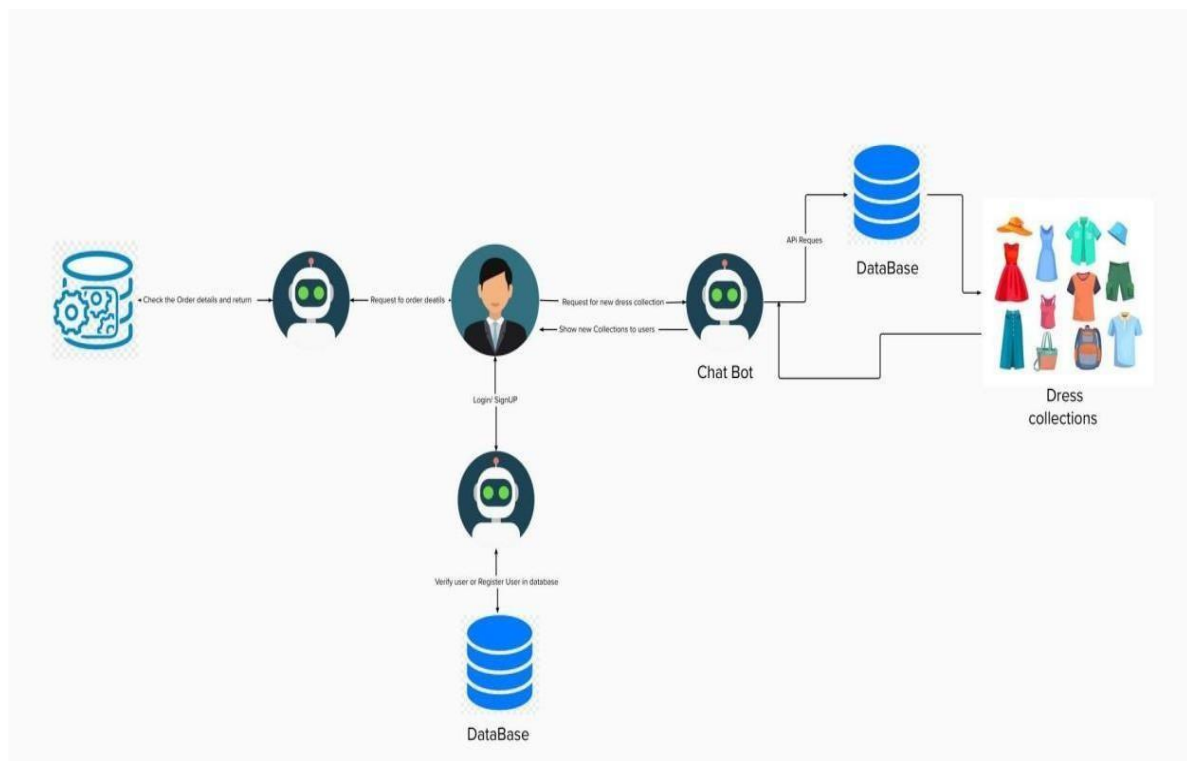 DataBase
APi Reques
Check the Order details and return
Request fo order deatils
Request for new dress collection
Show new Collections to users
Chat Bot
Dress
collections
Login/ SignUP
Verify user or Register User in database
DataBase